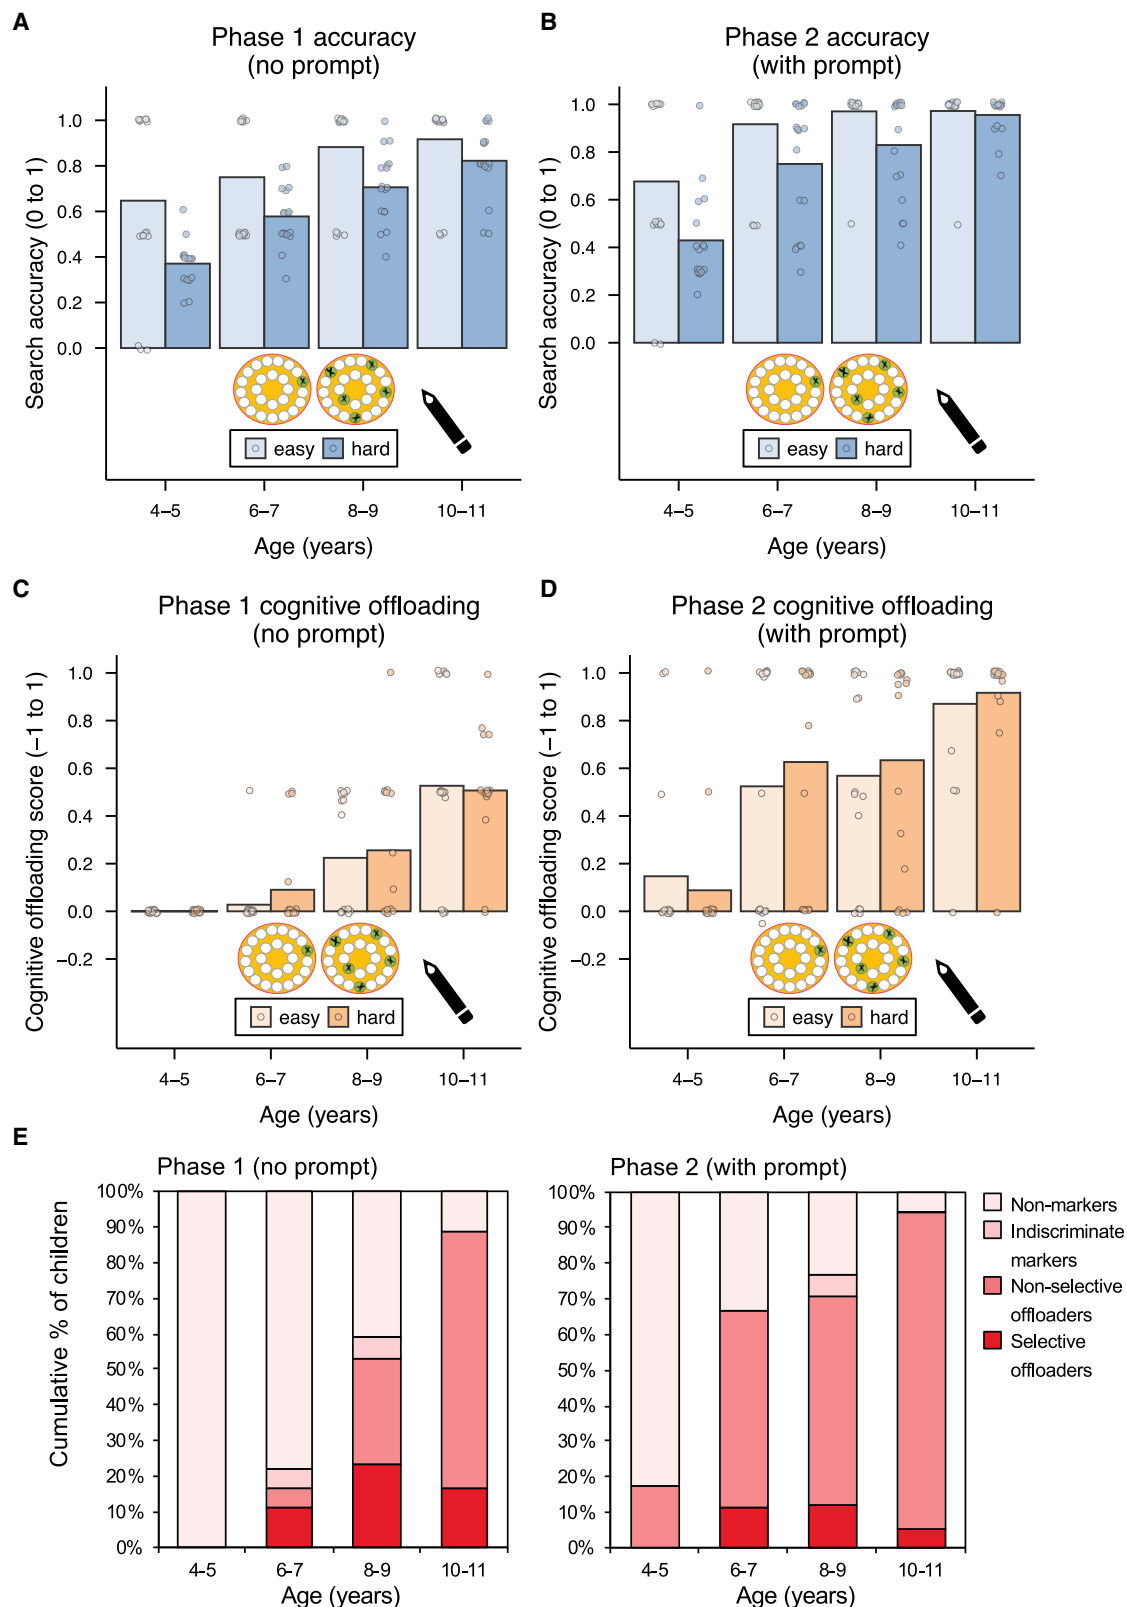 A
Phase 1 accuracy
(no prompt)
Search accuracy (0 to 1)
1.0
0.8
0.6
0.4
0.2
0.0
easy hard
4–5 6–7 8–9 10–11
Age (years)
B
Phase 2 accuracy
(with prompt)
Search accuracy (0 to 1)
1.0
0.8
0.6
0.4
0.2
0.0
easy hard
4–5 6–7 8–9 10–11
Age (years)
C
Phase 1 cognitive offloading
(no prompt)
Cognitive offloading score (−1 to 1)
1.0
0.8
0.6
0.4
0.2
0.0
−0.2
easy hard
4–5 6–7 8–9 10–11
Age (years)
D
Phase 2 cognitive offloading
(with prompt)
Cognitive offloading score (−1 to 1)
1.0
0.8
0.6
0.4
0.2
0.0
−0.2
easy hard
4–5 6–7 8–9 10–11
Age (years)
E
Phase 1 (no prompt)
Cumulative % of children
100%
90%
80%
70%
60%
50%
40%
30%
20%
10%
0%
4-5 6-7 8-9 10-11
Age (years)
Phase 2 (with prompt)
100%
90%
80%
70%
60%
50%
40%
30%
20%
10%
0%
4-5 6-7 8-9 10-11
Age (years)
Non-markers
Indiscriminate
markers
Non-selective
offloaders
Selective
offloaders